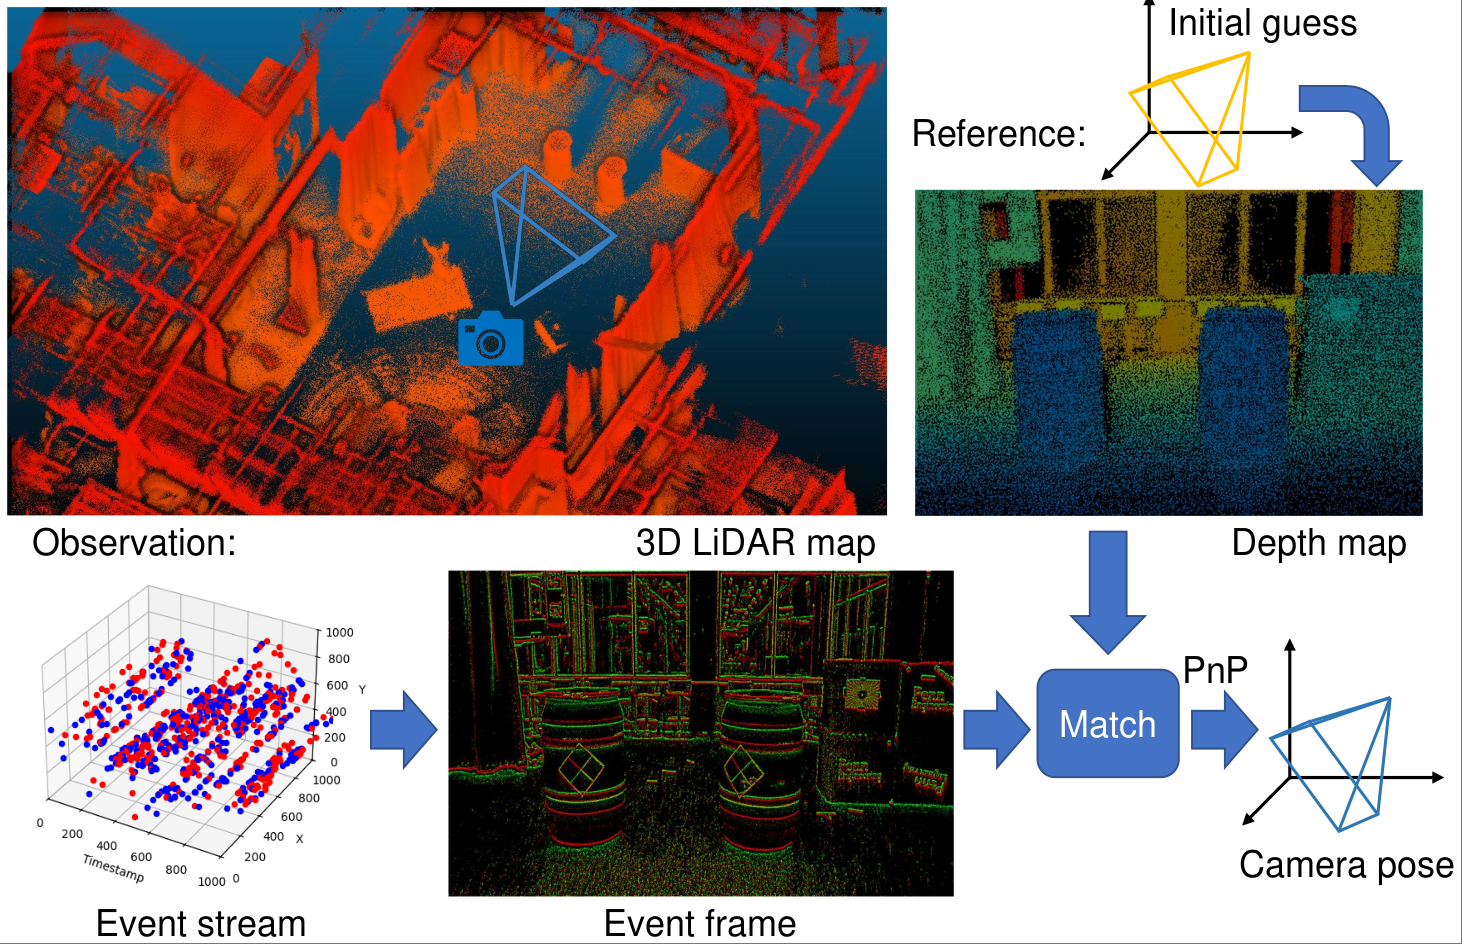 Initial guess
Reference:
Observation:
3D LiDAR map
Depth map
1000
800
600
Y
400
200
0
1000
800
600
400
X
200
0
0
200
400
600
800
1000
Timestamp
Match
PnP
Camera pose
Event stream
Event frame